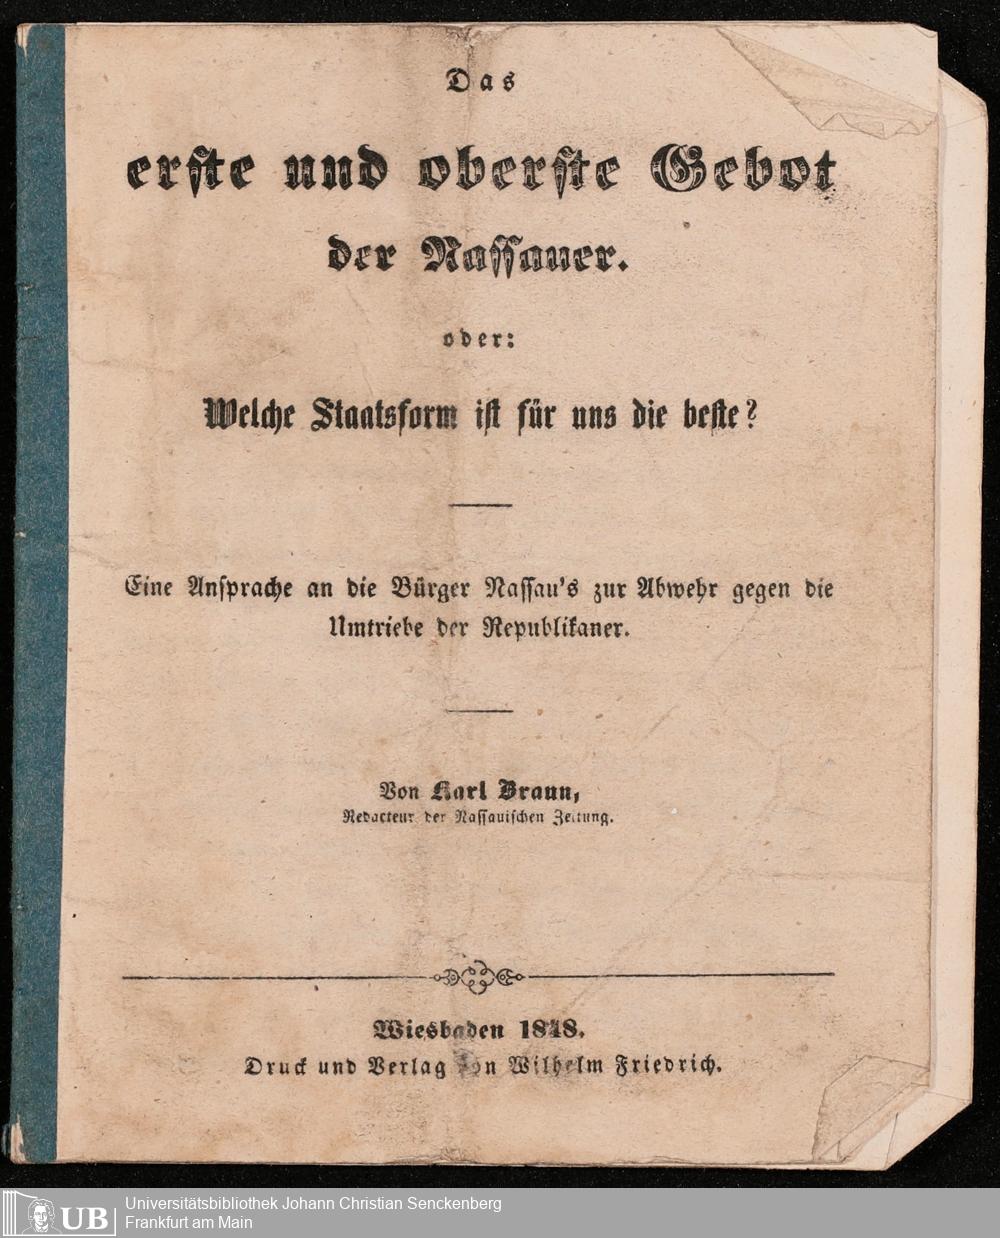 Das
erste und oberste Gebot
der Nassauer.
oder:
Welche Staatsform ist für uns die beste?
Eine Ansprache an die Bürger Nassau's zur Abwehr gegen die
Umtriebe der Republikaner.
Von Karl Braun,
Redacteur der Nassauischen Zeitung.
Wiesbaden 1848.
Druck und Verlag von Wilhelm Friedrich.
UB
Universitätsbibliothek Johann Christian Senckenberg
Frankfurt am Main